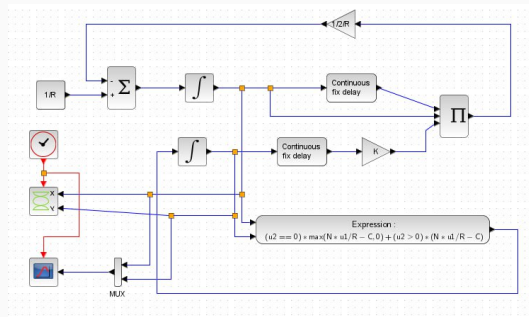 1/2/R
- 
+
Σ
∫
1/R
Continuous
fix delay
Π
∫
Continuous
fix delay
K
X
Y
Expression :
(u2 == 0) * max(N * u1/R - C, 0) + (u2 > 0) * (N * u1/R - C)
MUX